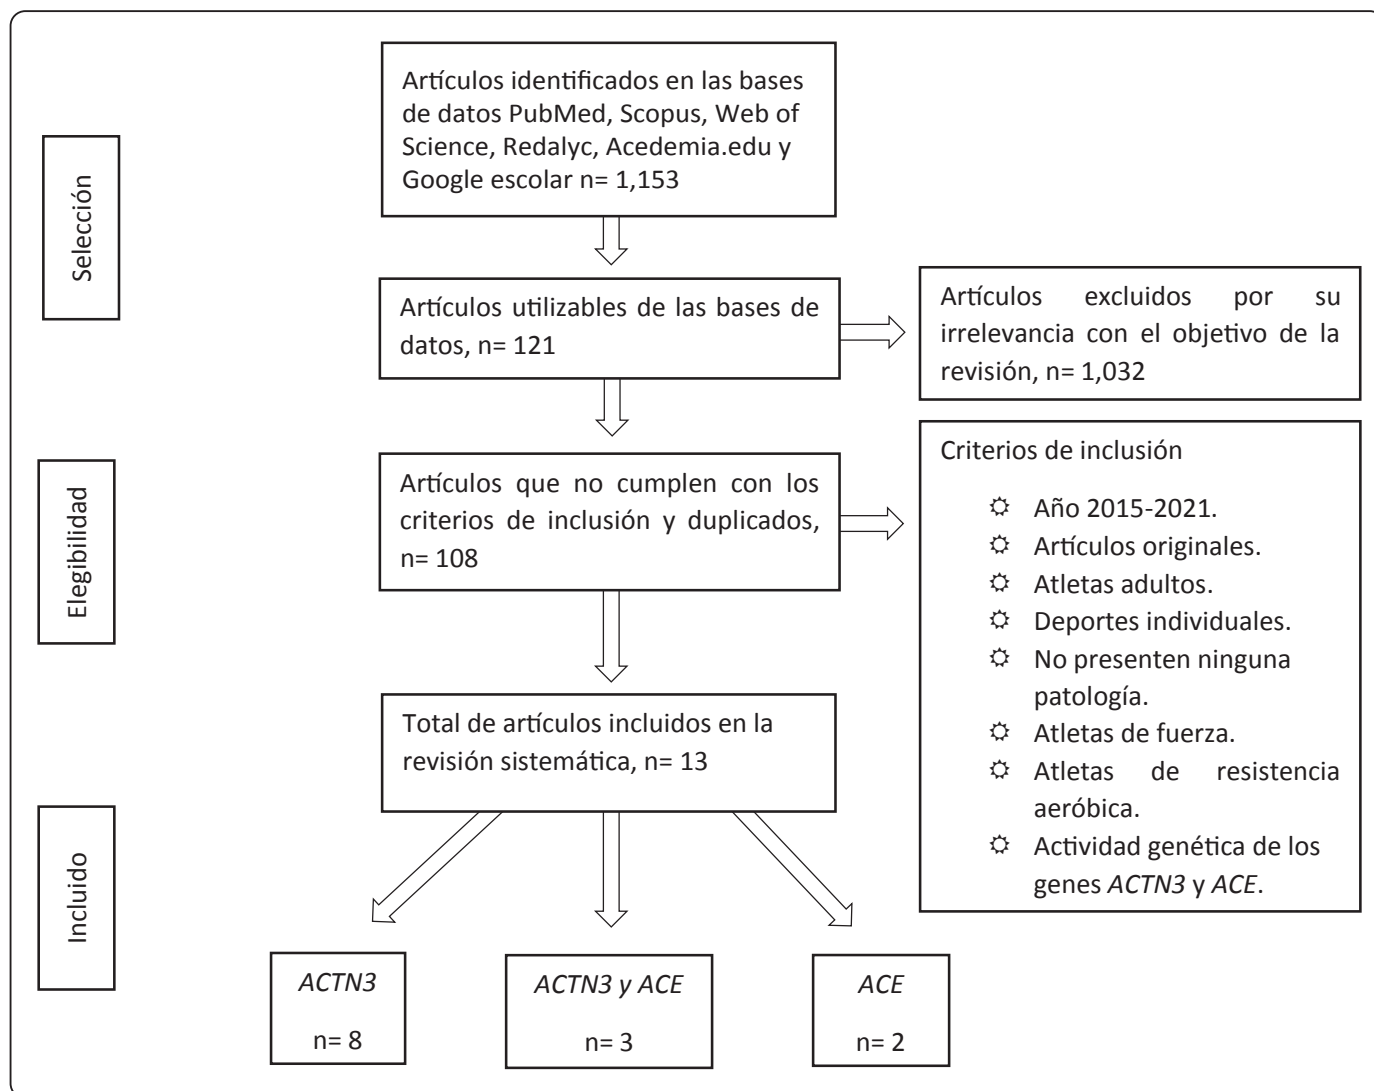 Artículos identificados en las bases
de datos PubMed, Scopus, Web of
Science, Redalyc, Acedemia.edu y
Google escolar n= 1,153
Selección
Artículos utilizables de las bases de
datos, n= 121
Artículos excluidos por su
irrelevancia con el objetivo de la
revisión, n= 1,032
Elegibilidad
Artículos que no cumplen con los
criterios de inclusión y duplicados,
n= 108
Criterios de inclusión
Año 2015-2021.
Artículos originales.
Atletas adultos.
Deportes individuales.
No presenten ninguna
patología.
Atletas de fuerza.
Atletas de resistencia
aeróbica.
Actividad genética de los
genes ACTN3 y ACE.
Total de artículos incluidos en la
revisión sistemática, n= 13
Incluido
ACTN3
n= 8
ACTN3 y ACE
n= 3
ACE
n= 2